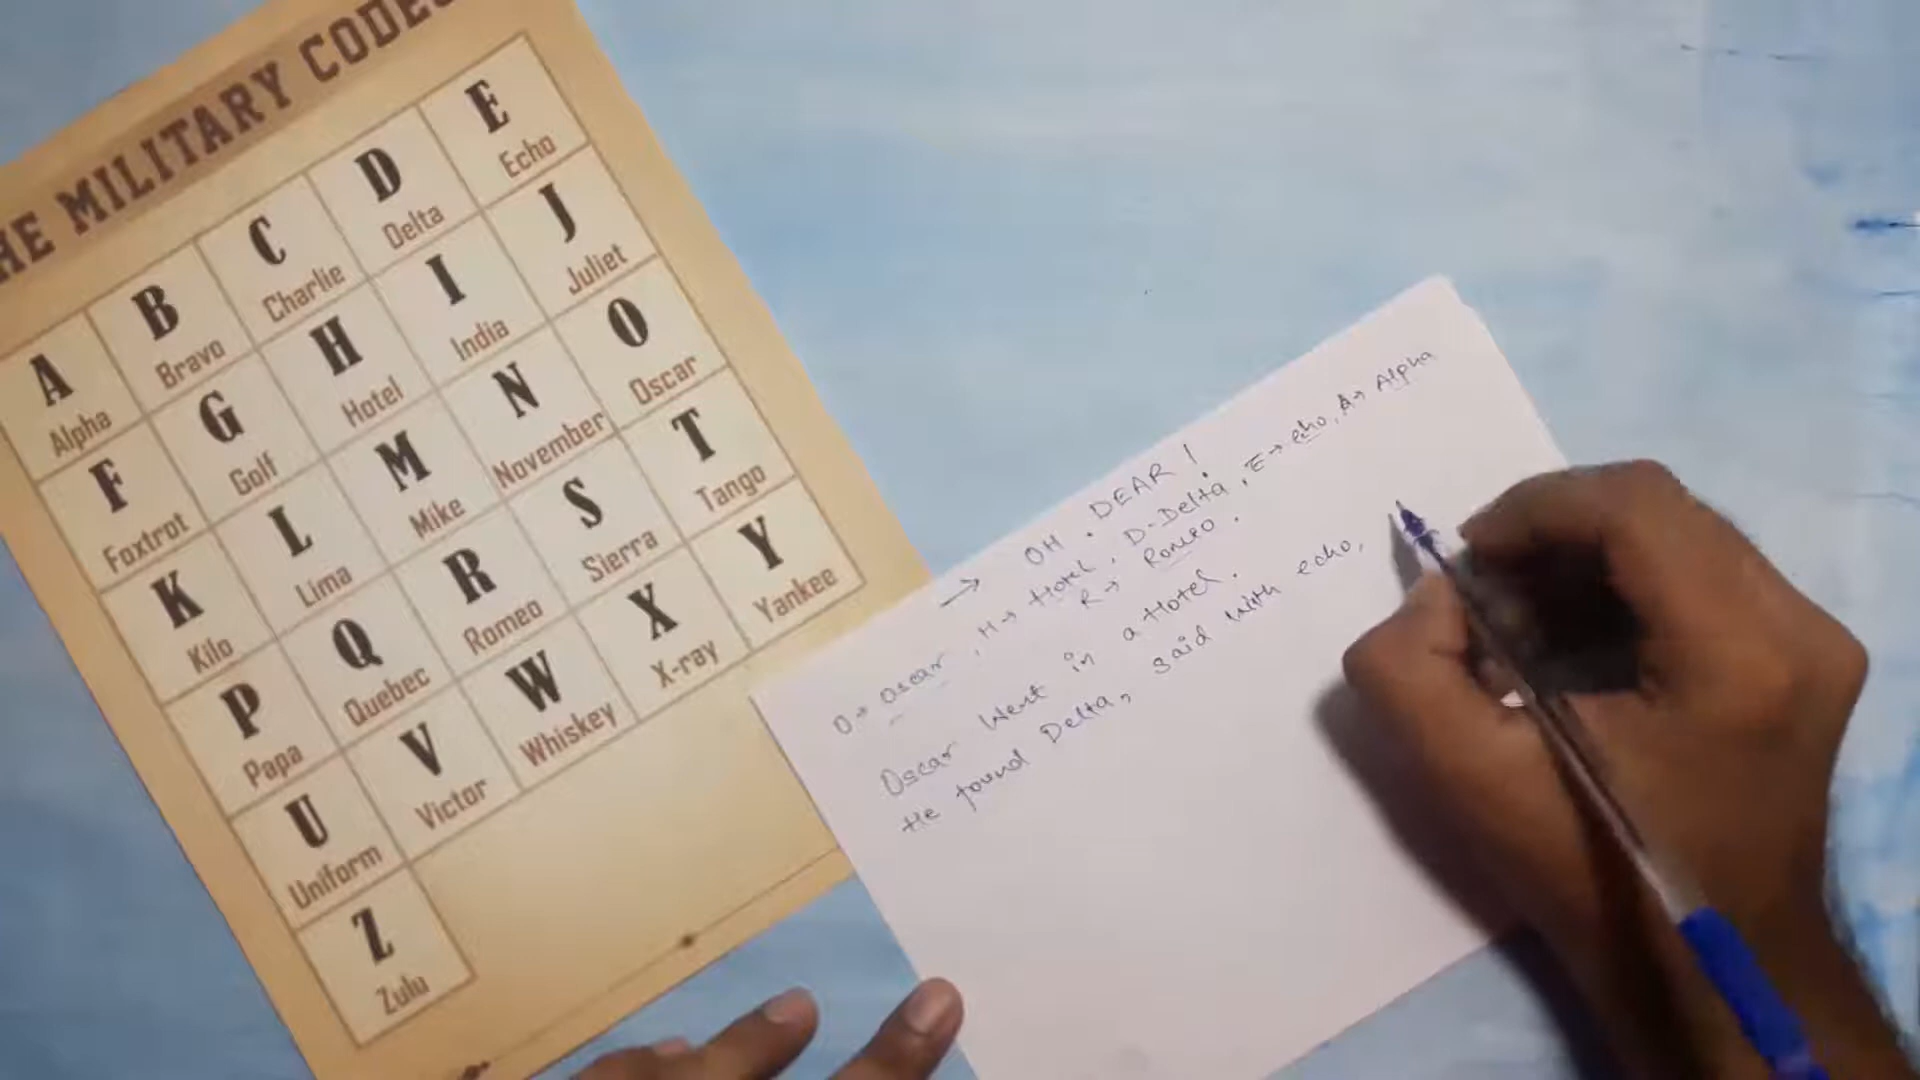 HE MILITARY CODES
A B C D E
Alpha Bravo Charlie Delta Echo
F G H I J
Foxtrot Golf Hotel India Juliet
K L M N O
Kilo Lima Mike November Oscar
P Q R S T
Papa Quebec Romeo Sierra Tango
U V W X Y
Uniform Victor Whiskey X-ray Yankee
Z
Zulu
→ OH . DEAR !
O→ Oscar , H→ Hotel , D-Delta , E→ echo, A→ Alpha
R→ Romeo .
Oscar Went in a Hotel .
He found Delta, said with echo,